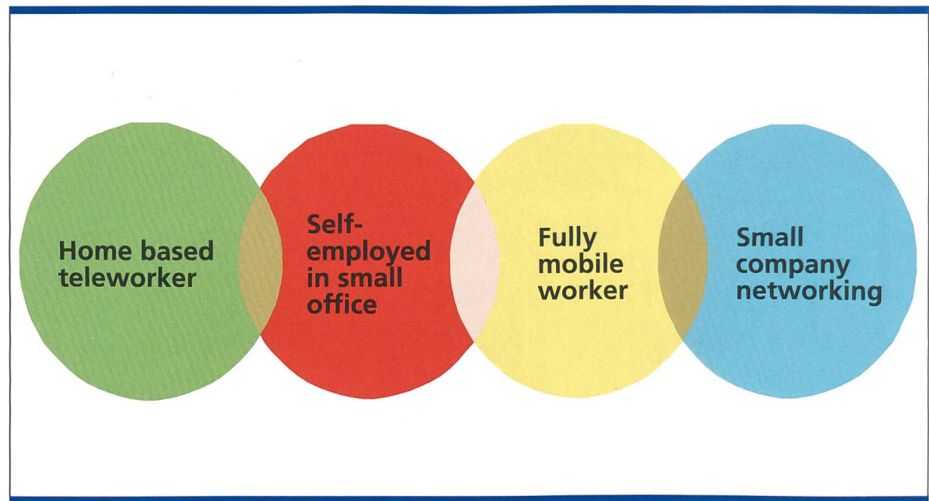 Home based
teleworker
Self-
employed
in small
office
Fully
mobile
worker
Small
company
networking